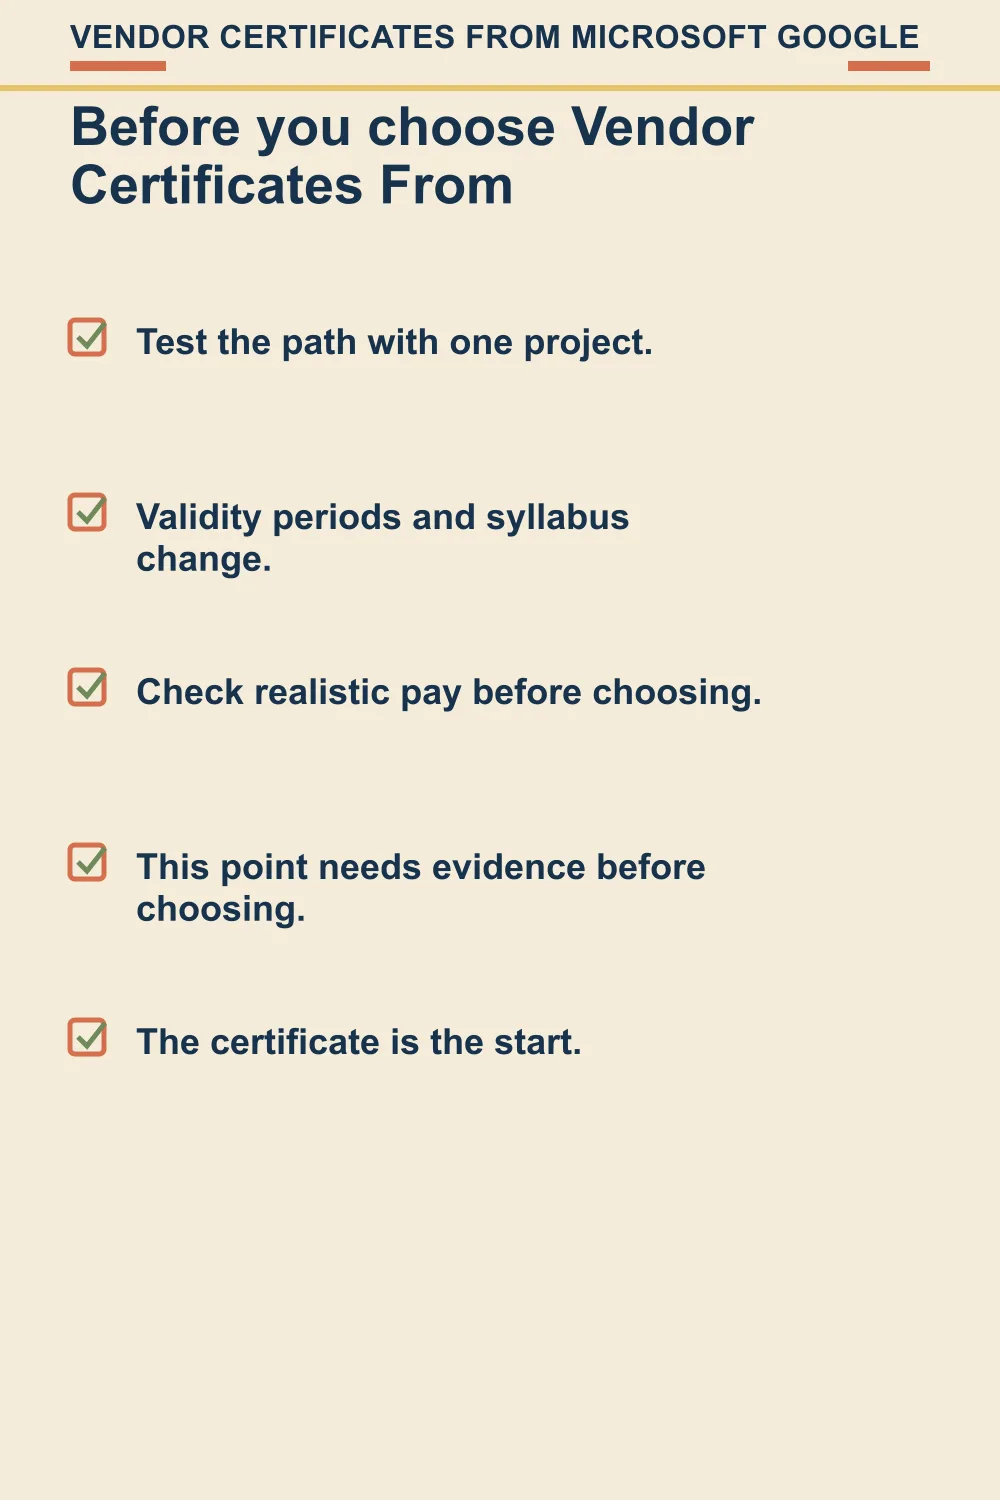 VENDOR CERTIFICATES FROM MICROSOFT GOOGLE
Before you choose Vendor
Certificates From
Test the path with one project.
Validity periods and syllabus
change.
Check realistic pay before choosing.
This point needs evidence before
choosing.
The certificate is the start.